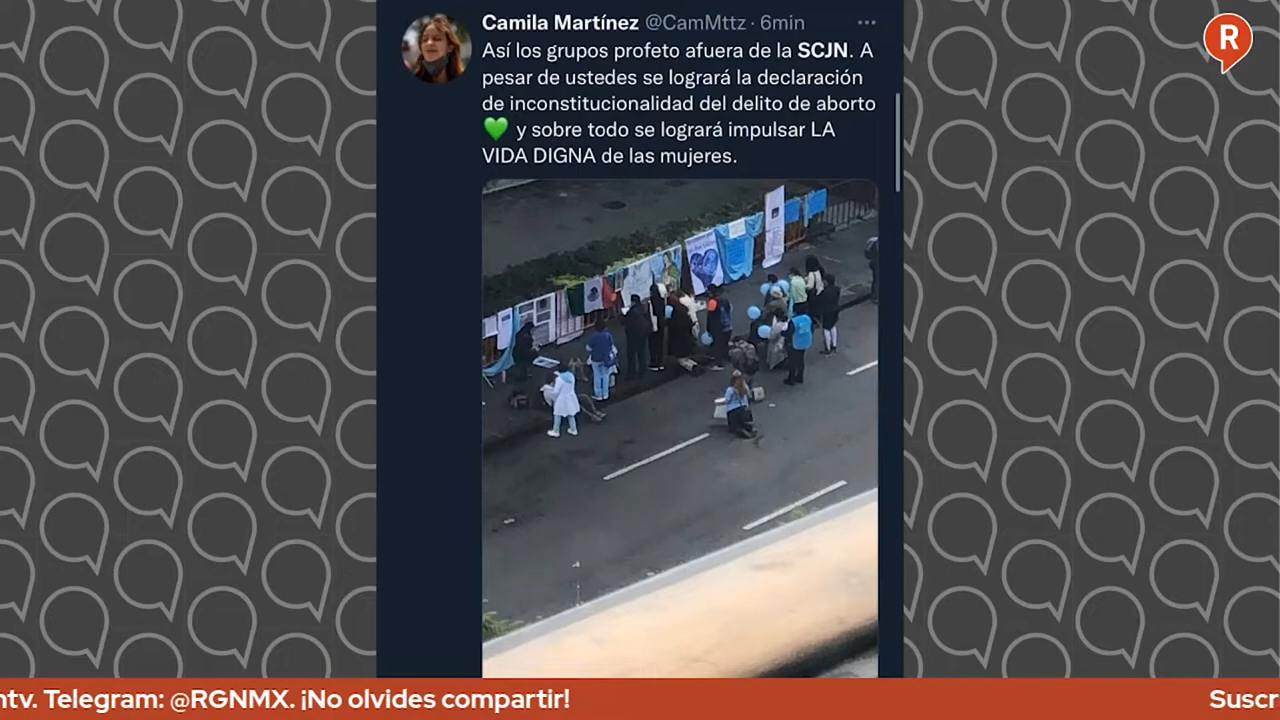 Camila Martínez @CamMttz · 6min
Así los grupos profeto afuera de la SCJN. A
pesar de ustedes se logrará la declaración
de inconstitucionalidad del delito de aborto
💚 y sobre todo se logrará impulsar LA
VIDA DIGNA de las mujeres.
R
ntv. Telegram: @RGNMX. ¡No olvides compartir!
Suscr